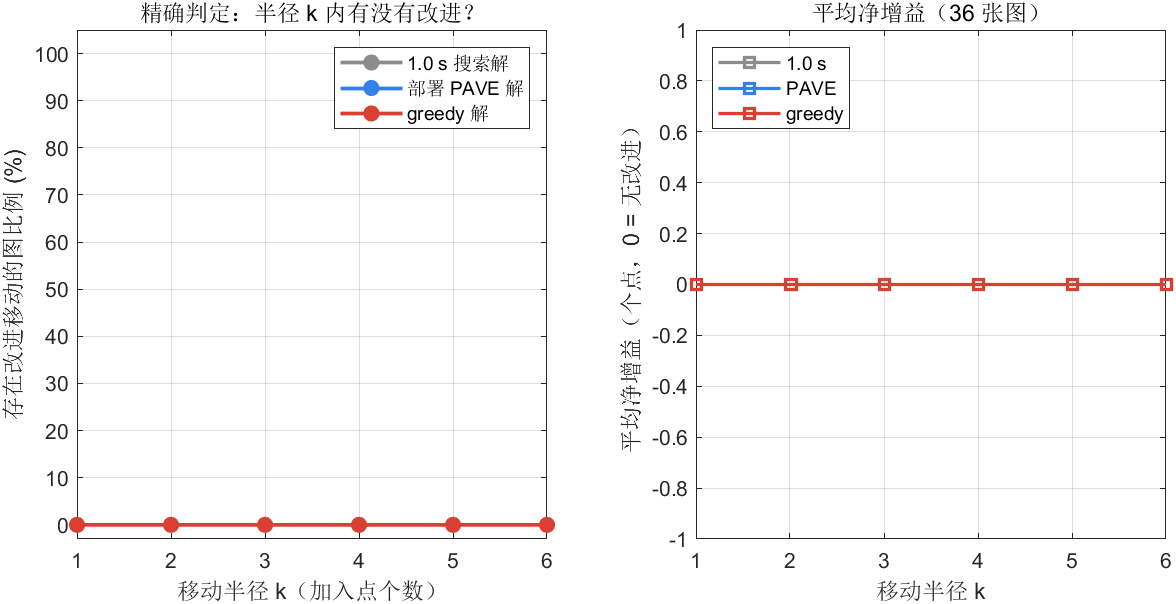 精确判定：半径 k 内有没有改进？
存在改进移动的图比例 (%)
100
90
80
70
60
50
40
30
20
10
0
1.0 s 搜索解
部署 PAVE 解
greedy 解
1 2 3 4 5 6
移动半径 k（加入点个数）
平均净增益（36 张图）
平均净增益（个点，0 = 无改进）
1
0.8
0.6
0.4
0.2
0
-0.2
-0.4
-0.6
-0.8
-1
1.0 s
PAVE
greedy
1 2 3 4 5 6
移动半径 k